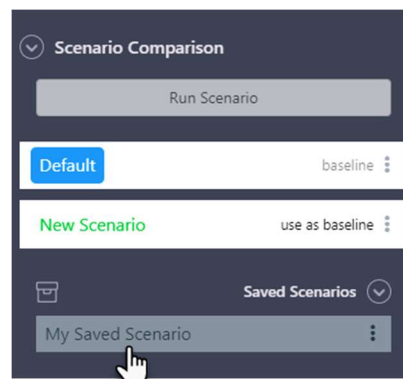 Scenario Comparison
Run Scenario
Default baseline
New Scenario use as baseline
Saved Scenarios
My Saved Scenario